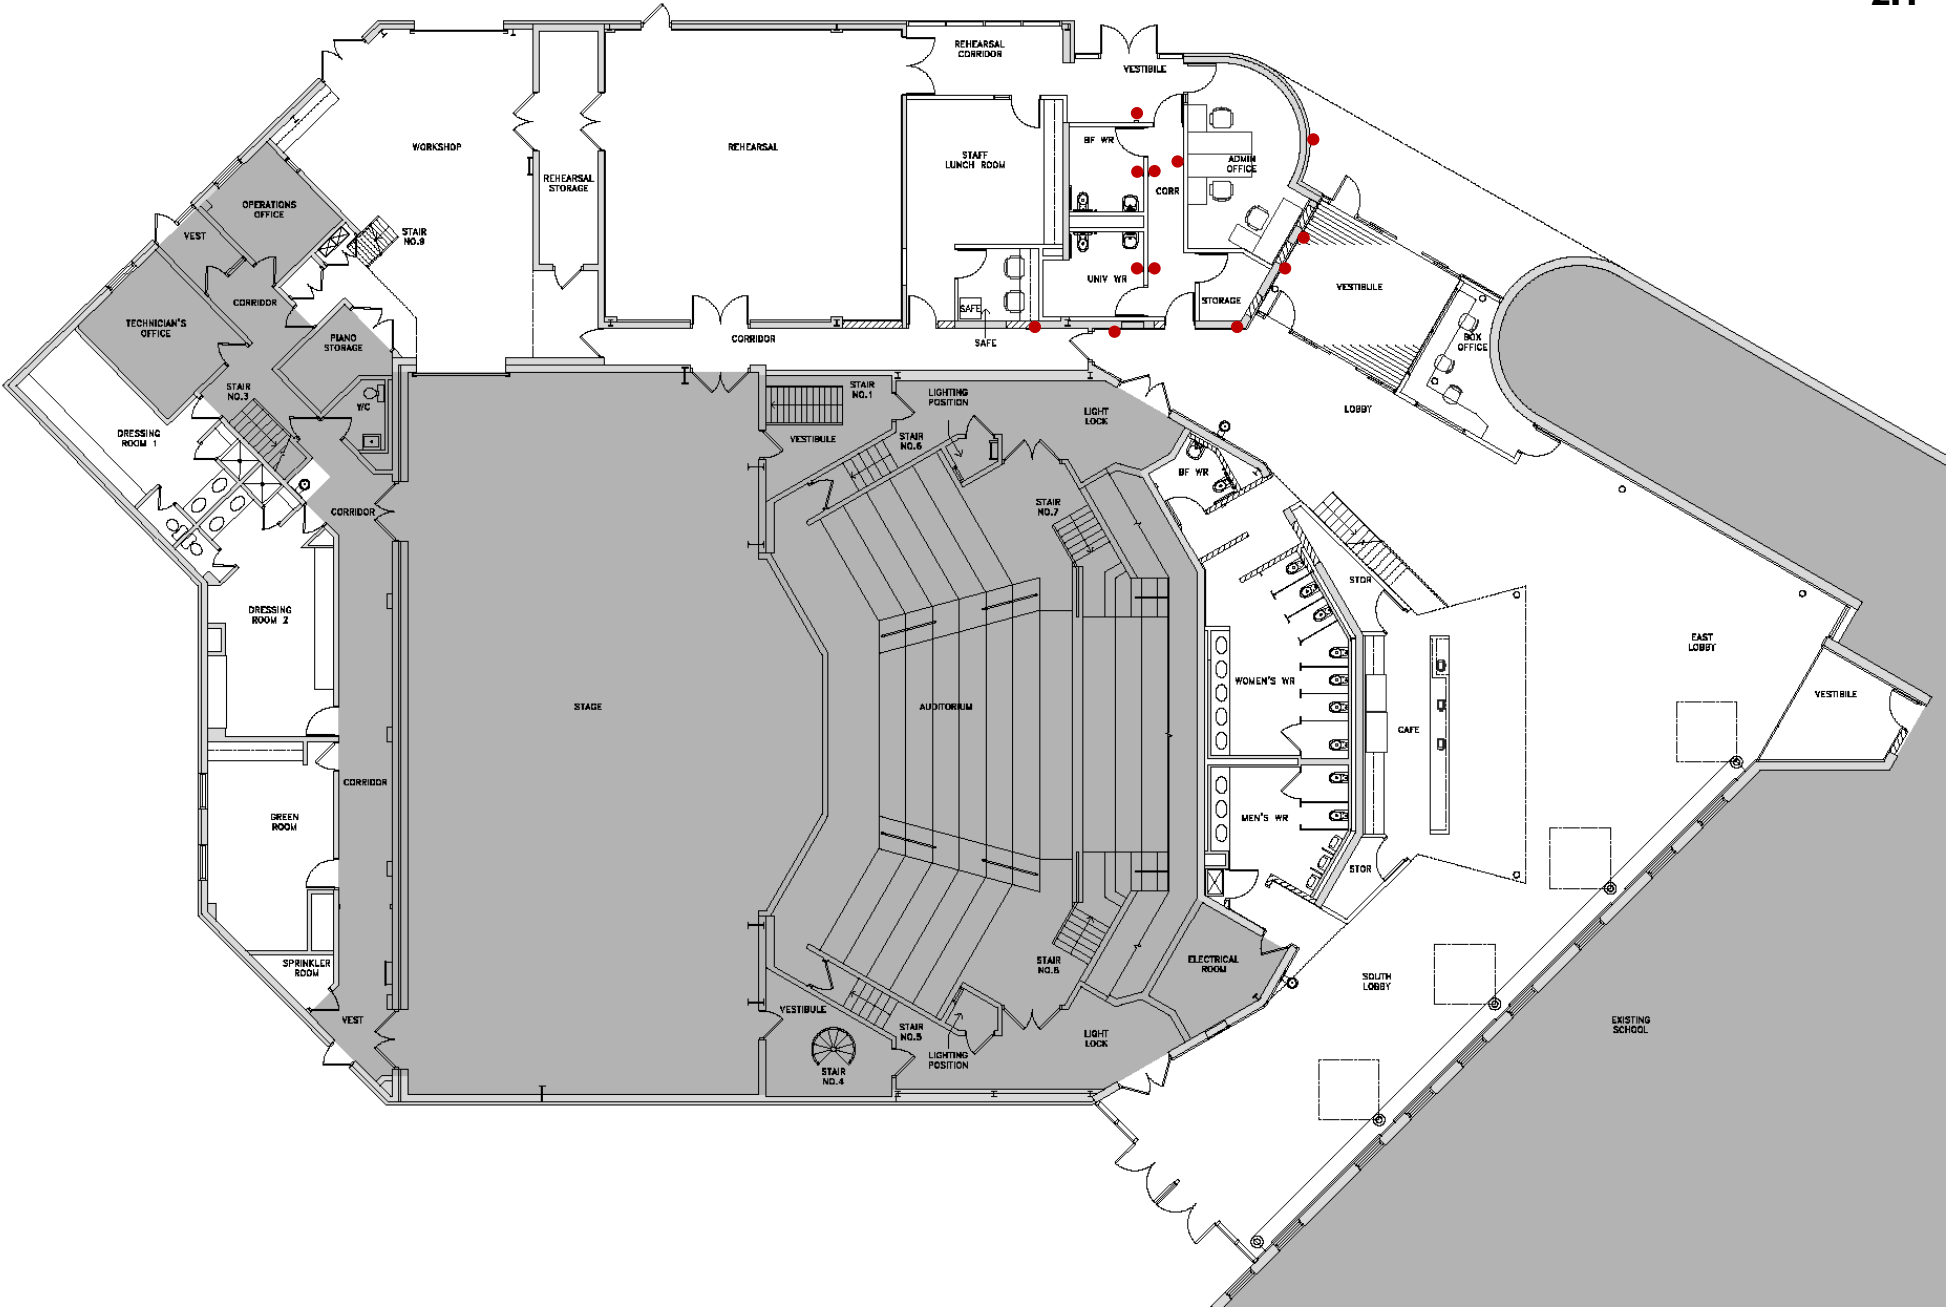 REHEARSAL
CORRIDOR
VESTIBILE
WORKSHOP
REHEARSAL
STAFF
LUNCH ROOM
BF WR
ADMIN
OFFICE
REHEARSAL
STORAGE
CORR
OPERATIONS
OFFICE
VEST
STAIR
NO.9
UNIV WR
STORAGE
VESTIBULE
CORRIDOR
SAFE
SAFE
TECHNICIAN'S
OFFICE
PIANO
STORAGE
CORRIDOR
BOX
OFFICE
STAIR
NO.3
W/C
STAIR
NO.1
LIGHTING
POSITION
LIGHT
LOCK
LOBBY
DRESSING
ROOM 1
VESTIBULE
STAIR
NO.6
BF WR
CORRIDOR
STAIR
NO.7
STOR
DRESSING
ROOM 2
EAST
LOBBY
WOMEN'S WR
VESTIBILE
STAGE
AUDITORIUM
CAFE
CORRIDOR
GREEN
ROOM
MEN'S WR
STOR
SPRINKLER
ROOM
STAIR
NO.8
ELECTRICAL
ROOM
SOUTH
LOBBY
VESTIBULE
VEST
STAIR
NO.5
LIGHT
LOCK
EXISTING
SCHOOL
LIGHTING
POSITION
STAIR
NO.4